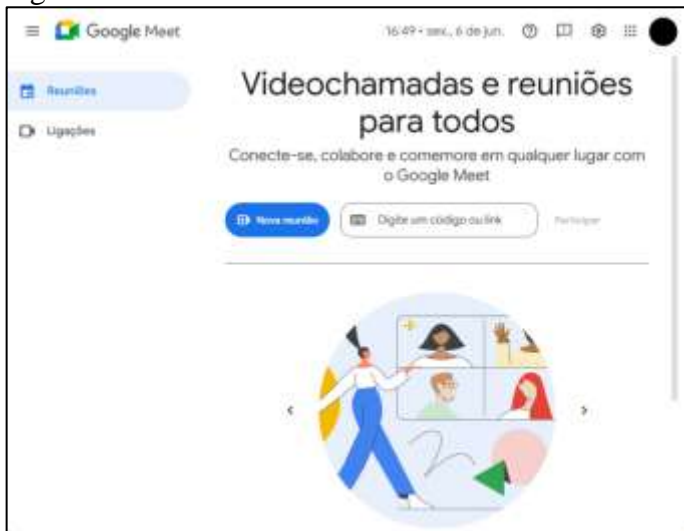 Google Meet
16:49 • sex., 6 de jun.
Reuniões
Ligações
Videochamadas e reuniões
para todos
Conecte-se, colabore e comemore em qualquer lugar com
o Google Meet
Nova reunião
Digite um código ou link
Participar